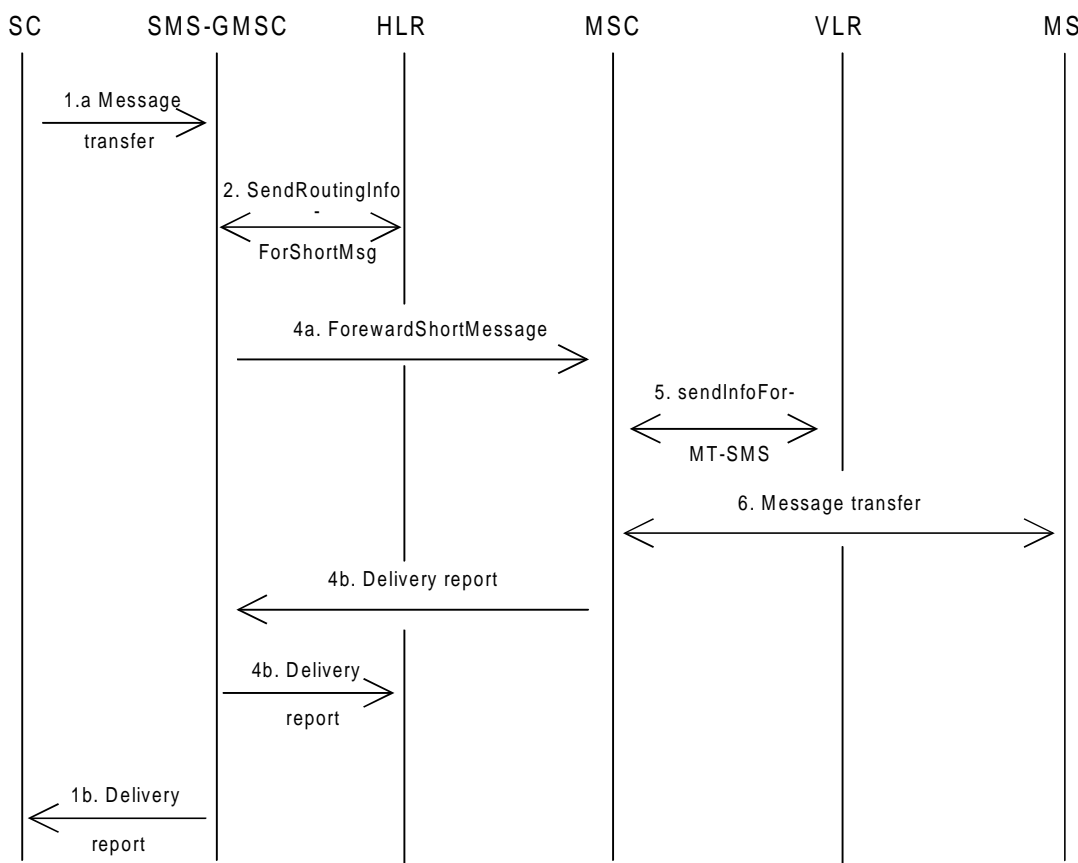 SC SMS-GMSC HLR MSC VLR MS
1.a Message
transfer
2. SendRoutingInfo
-
ForShortMsg
4a. ForewardShortMessage
5. sendInfoFor-
MT-SMS
6. Message transfer
4b. Delivery report
4b. Delivery
report
1b. Delivery
report